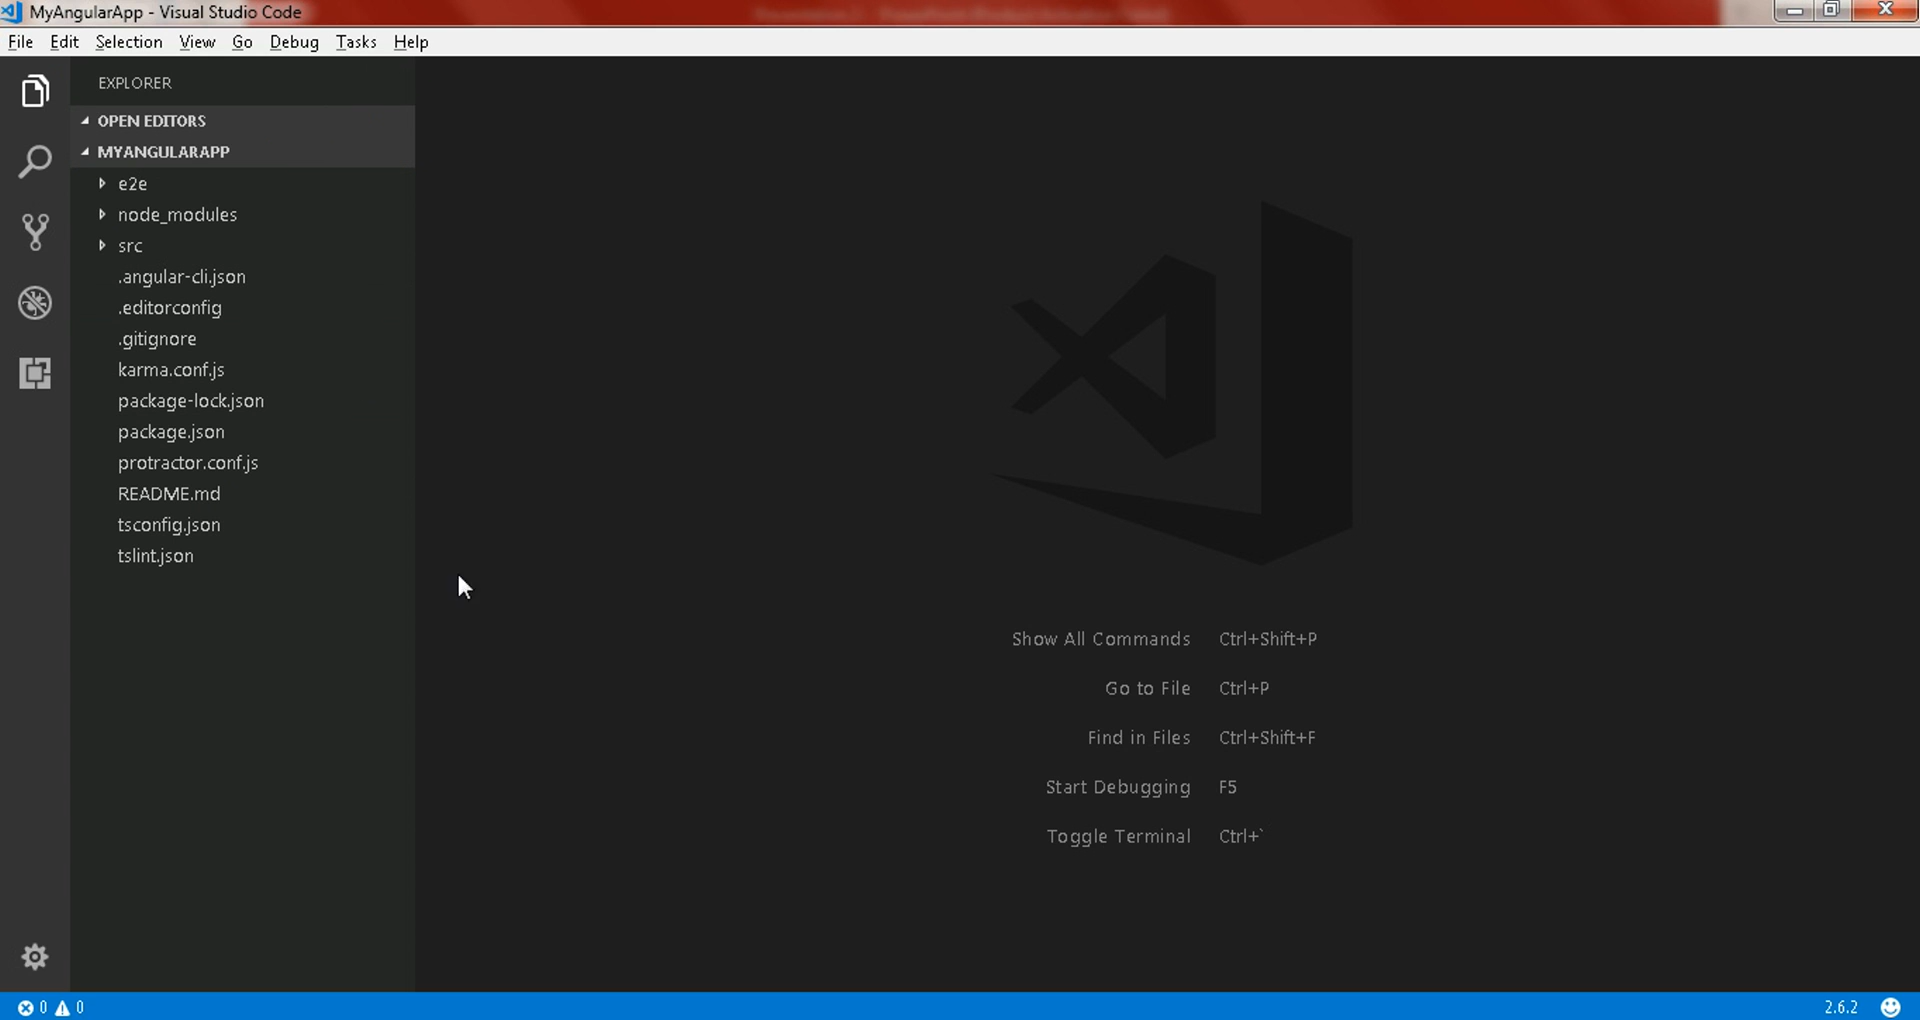 MyAngularApp - Visual Studio Code
File Edit Selection View Go Debug Tasks Help
EXPLORER
OPEN EDITORS
MYANGULARAPP
e2e
node_modules
src
.angular-cli.json
.editorconfig
.gitignore
karma.conf.js
package-lock.json
package.json
protractor.conf.js
README.md
tsconfig.json
tslint.json
Show All Commands Ctrl+Shift+P
Go to File Ctrl+P
Find in Files Ctrl+Shift+F
Start Debugging F5
Toggle Terminal Ctrl+`
0 0 2.6.2